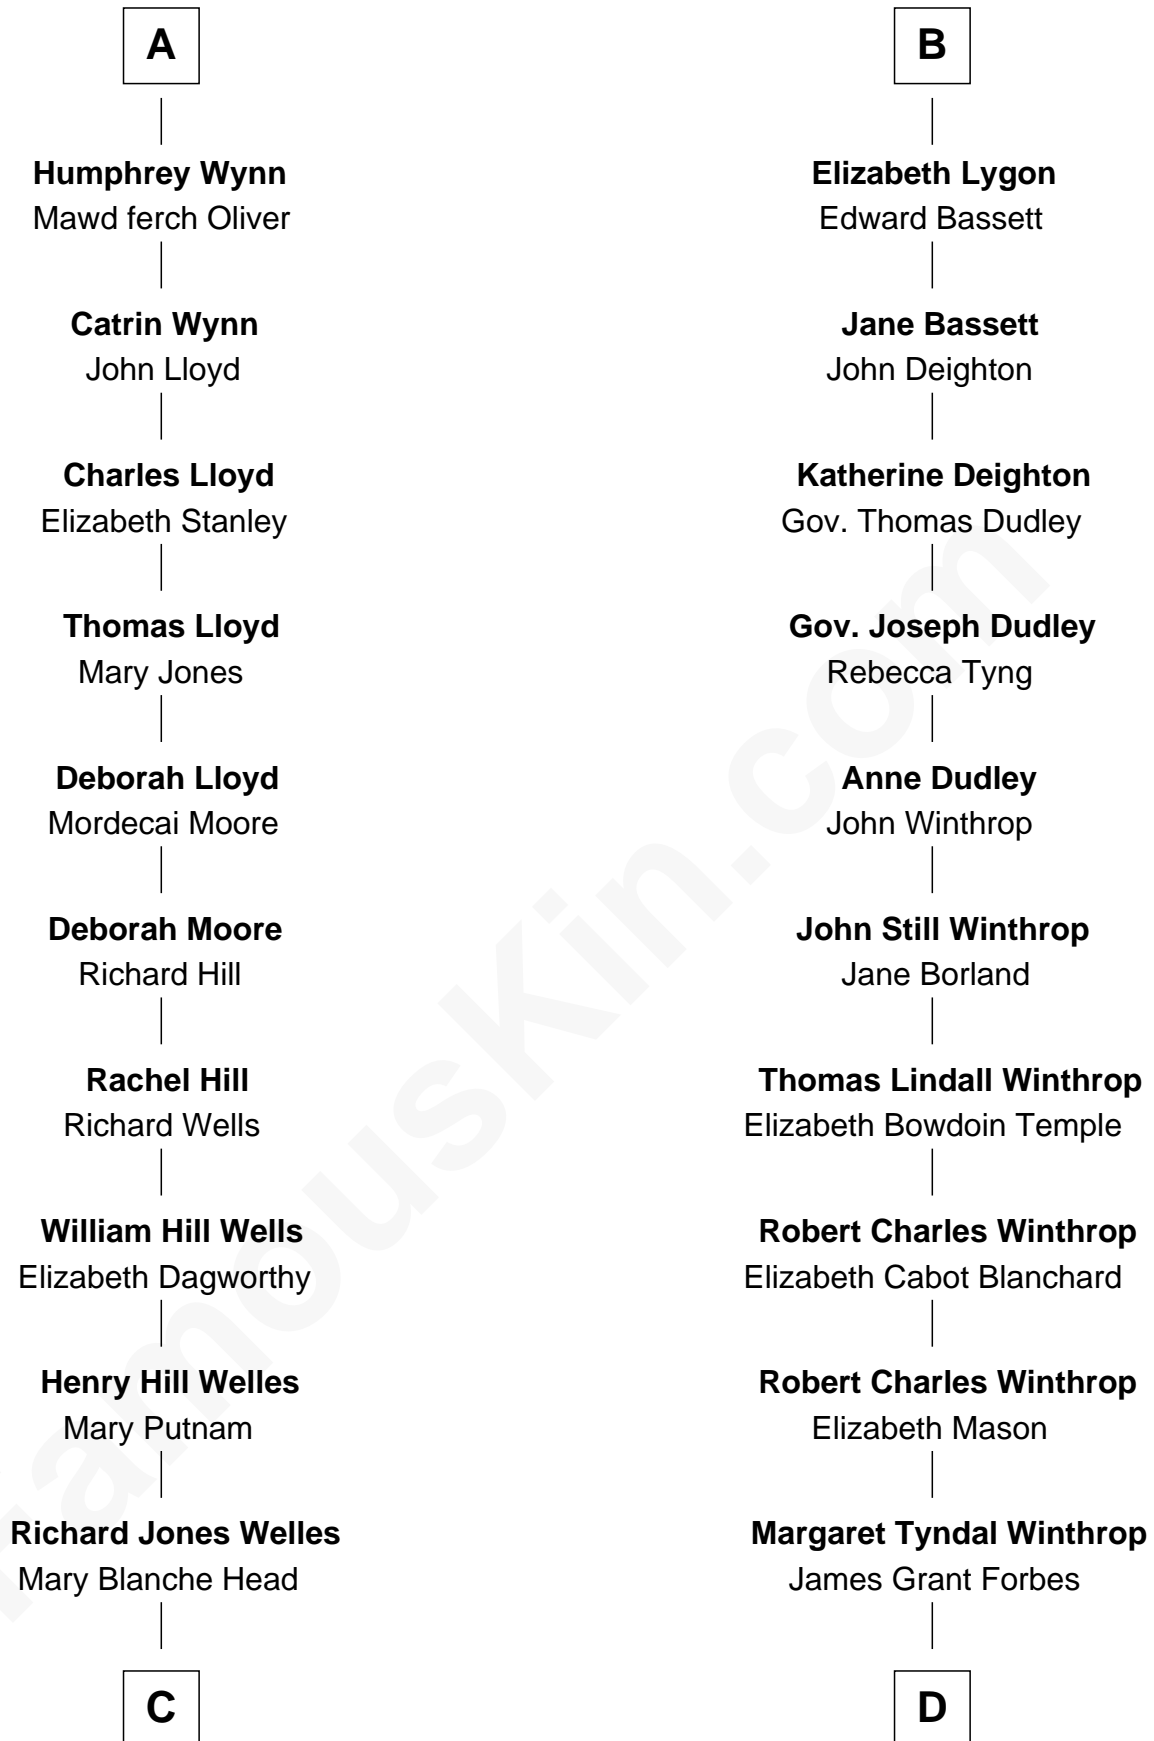 A
Humphrey Wynn
Mawd ferch Oliver
Catrin Wynn
John Lloyd
Charles Lloyd
Elizabeth Stanley
Thomas Lloyd
Mary Jones
Deborah Lloyd
Mordecai Moore
Deborah Moore
Richard Hill
Rachel Hill
Richard Wells
William Hill Wells
Elizabeth Dagworthy
Henry Hill Welles
Mary Putnam
Richard Jones Welles
Mary Blanche Head
C
B
Elizabeth Lygon
Edward Bassett
Jane Bassett
John Deighton
Katherine Deighton
Gov. Thomas Dudley
Gov. Joseph Dudley
Rebecca Tyng
Anne Dudley
John Winthrop
John Still Winthrop
Jane Borland
Thomas Lindall Winthrop
Elizabeth Bowdoin Temple
Robert Charles Winthrop
Elizabeth Cabot Blanchard
Robert Charles Winthrop
Elizabeth Mason
Margaret Tyndal Winthrop
James Grant Forbes
D
FamousKin.com